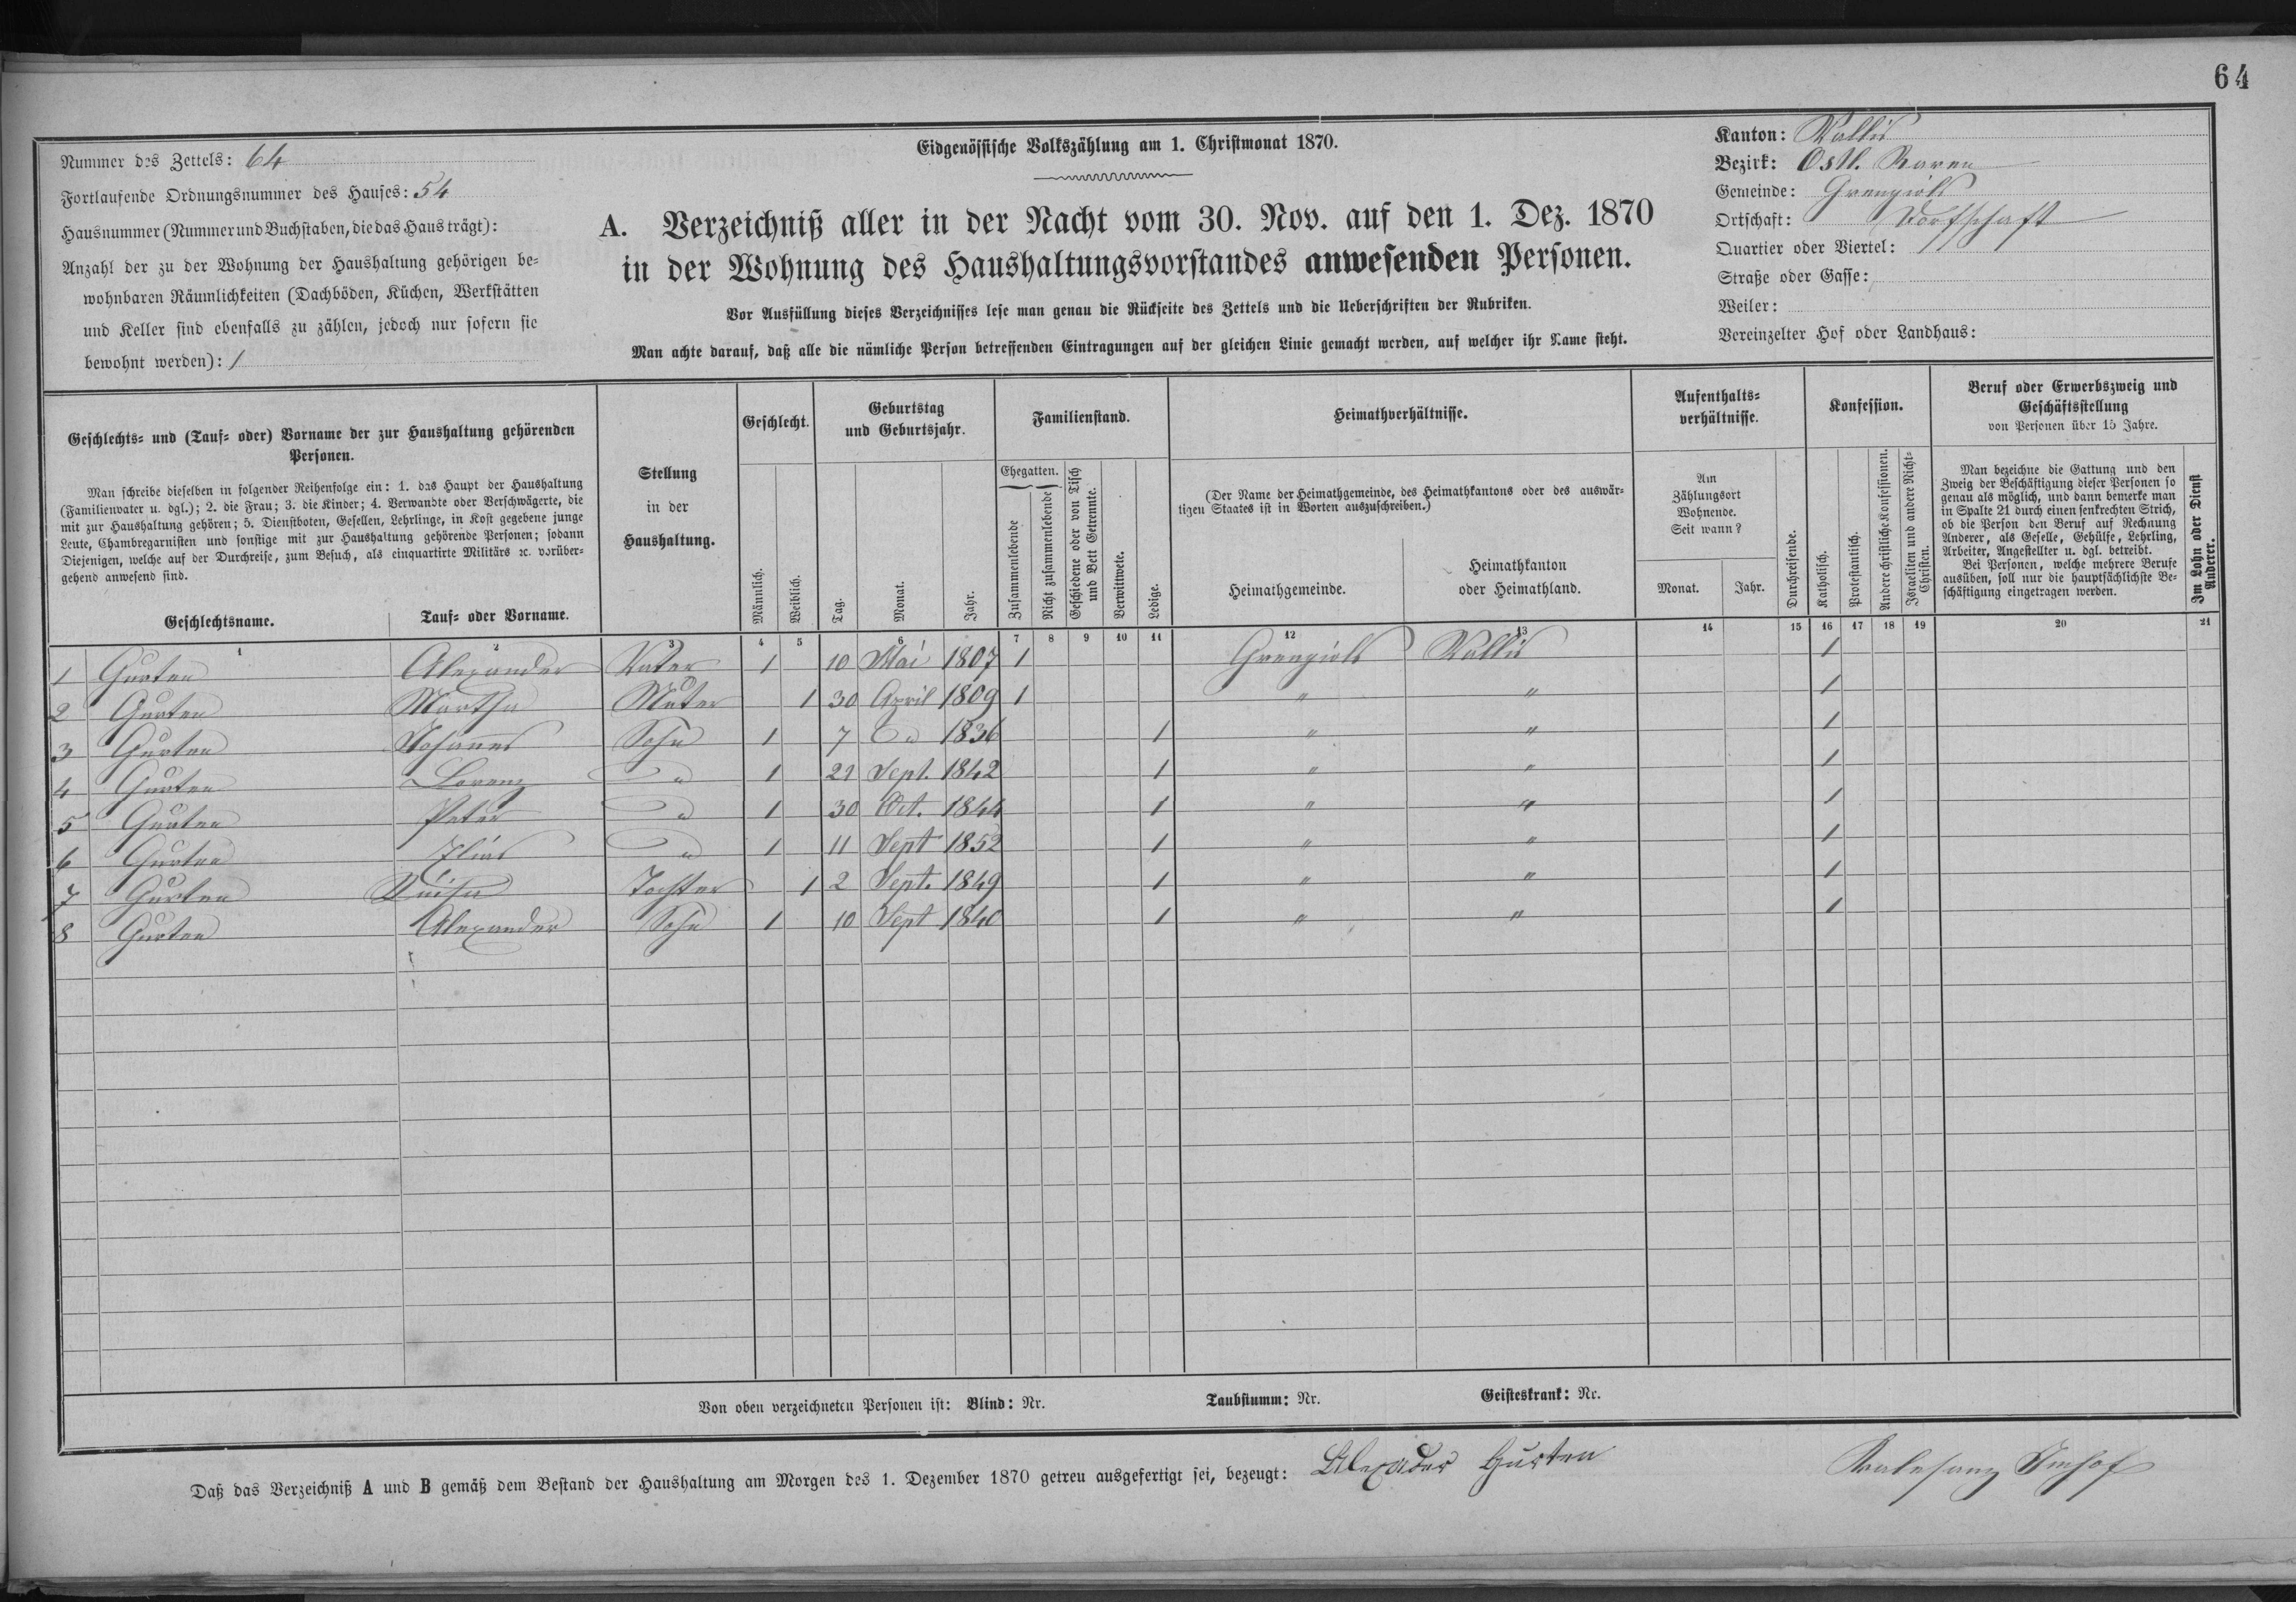 64
Nummer des Zettels: 64
Fortlaufende Ordnungsnummer des Hauses: 54
Hausnummer (Nummer und Buchstaben, die das Haus trägt):
Anzahl der zu der Wohnung der Haushaltung gehörigen be=
wohnbaren Räumlichkeiten (Dachböden, Küchen, Werkstätten
und Keller sind ebenfalls zu zählen, jedoch nur sofern sie
bewohnt werden): 1
Eidgenössische Volkszählung am 1. Christmonat 1870.
A. Verzeichniß aller in der Nacht vom 30. Nov. auf den 1. Dez. 1870
in der Wohnung des Haushaltungsvorstandes anwesenden Personen.
Vor Ausfüllung dieses Verzeichnisses lese man genau die Rückseite des Zettels und die Ueberschriften der Rubriken.
Man achte darauf, daß alle die nämliche Person betreffenden Eintragungen auf der gleichen Linie gemacht werden, auf welcher ihr Name steht.
Kanton: Wallis
Bezirk: Östl. Raren
Gemeinde: Grengiols
Ortschaft: Dorfschaft
Quartier oder Viertel:
Straße oder Gasse:
Weiler:
Vereinzelter Hof oder Landhaus:
Geschlechts= und (Tauf= oder) Vorname der zur Haushaltung gehörenden
Personen.
Man schreibe dieselben in folgender Reihenfolge ein: 1. das Haupt der Haushaltung
(Familienvater u. dgl.); 2. die Frau; 3. die Kinder; 4. Verwandte oder Verschwägerte, die
mit zur Haushaltung gehören; 5. Dienstboten, Gesellen, Lehrlinge, in Kost gegebene junge
Leute, Chambregarnisten und sonstige mit zur Haushaltung gehörende Personen; sodann
Diejenigen, welche auf der Durchreise, zum Besuch, als einquartirte Militärs ꝛc. vorüber=
gehend anwesend sind.
Geschlechtsname.
Tauf= oder Vorname.
Stellung
in der
Haushaltung.
Geschlecht.
Männlich.
Weiblich.
Geburtstag
und Geburtsjahr.
Tag.
Monat.
Jahr.
Familienstand.
Ehegatten.
Zusammenlebende
Nicht zusammenlebende
Geschiedene oder von Tisch
und Bett Getrennte.
Verwittwete.
Ledige.
Heimathverhältnisse.
(Der Name der Heimathgemeinde, des Heimathkantons oder des auswär=
tigen Staates ist in Worten auszuschreiben.)
Heimathgemeinde.
Heimathkanton
oder Heimathland.
Aufenthalts=
verhältnisse.
Am
Zählungsort
Wohnende.
Seit wann?
Monat.
Jahr.
Durchreisende.
Konfession.
Katholisch.
Protestantisch.
Andere christliche Konfessionen.
Israeliten und andere Nicht-
Christen.
Beruf oder Erwerbszweig und
Geschäftsstellung
von Personen über 15 Jahre.
Man bezeichne die Gattung und den
Zweig der Beschäftigung dieser Personen so
genau als möglich, und dann bemerke man
in Spalte 21 durch einen senkrechten Strich,
ob die Person den Beruf auf Rechnung
Anderer, als Geselle, Gehülfe, Lehrling,
Arbeiter, Angestellter u. dgl. betreibt.
Bei Personen, welche mehrere Berufe
ausüben, soll nur die hauptsächlichste Be=
schäftigung eingetragen werden.
Im Lohn oder Dienst
Anderer.
1 2 3 4 5 6 7 8 9 10 11 12 13 14 15 16 17 18 19 20 21
1 Gurten Alexander Vater 1 10 Mai 1807 1 Grengiols Wallis 1
2 Gurten Martha Muter 1 30 April 1809 1 " " 1
3 Gurten Johannes Sohn 1 7 1836 1 " " 1
4 Gurten Lorenz " 1 21 Sept. 1842 1 " " 1
5 Gurten Peter " 1 30 Oct. 1844 1 " " 1
6 Gurten Elias " 1 11 Sept 1852 1 " " 1
7 Gurten Luisa Tochter 1 2 Sept. 1849 1 " " 1
8 Gurten Alexander Sohn 1 10 Sept 1840 1 " " 1
Von oben verzeichneten Personen ist: Blind: Nr. Taubstumm: Nr. Geisteskrank: Nr.
Daß das Verzeichniß A und B gemäß dem Bestand der Haushaltung am Morgen des 1. Dezember 1870 getreu ausgefertigt sei, bezeugt: Alexader Gurten Imhof